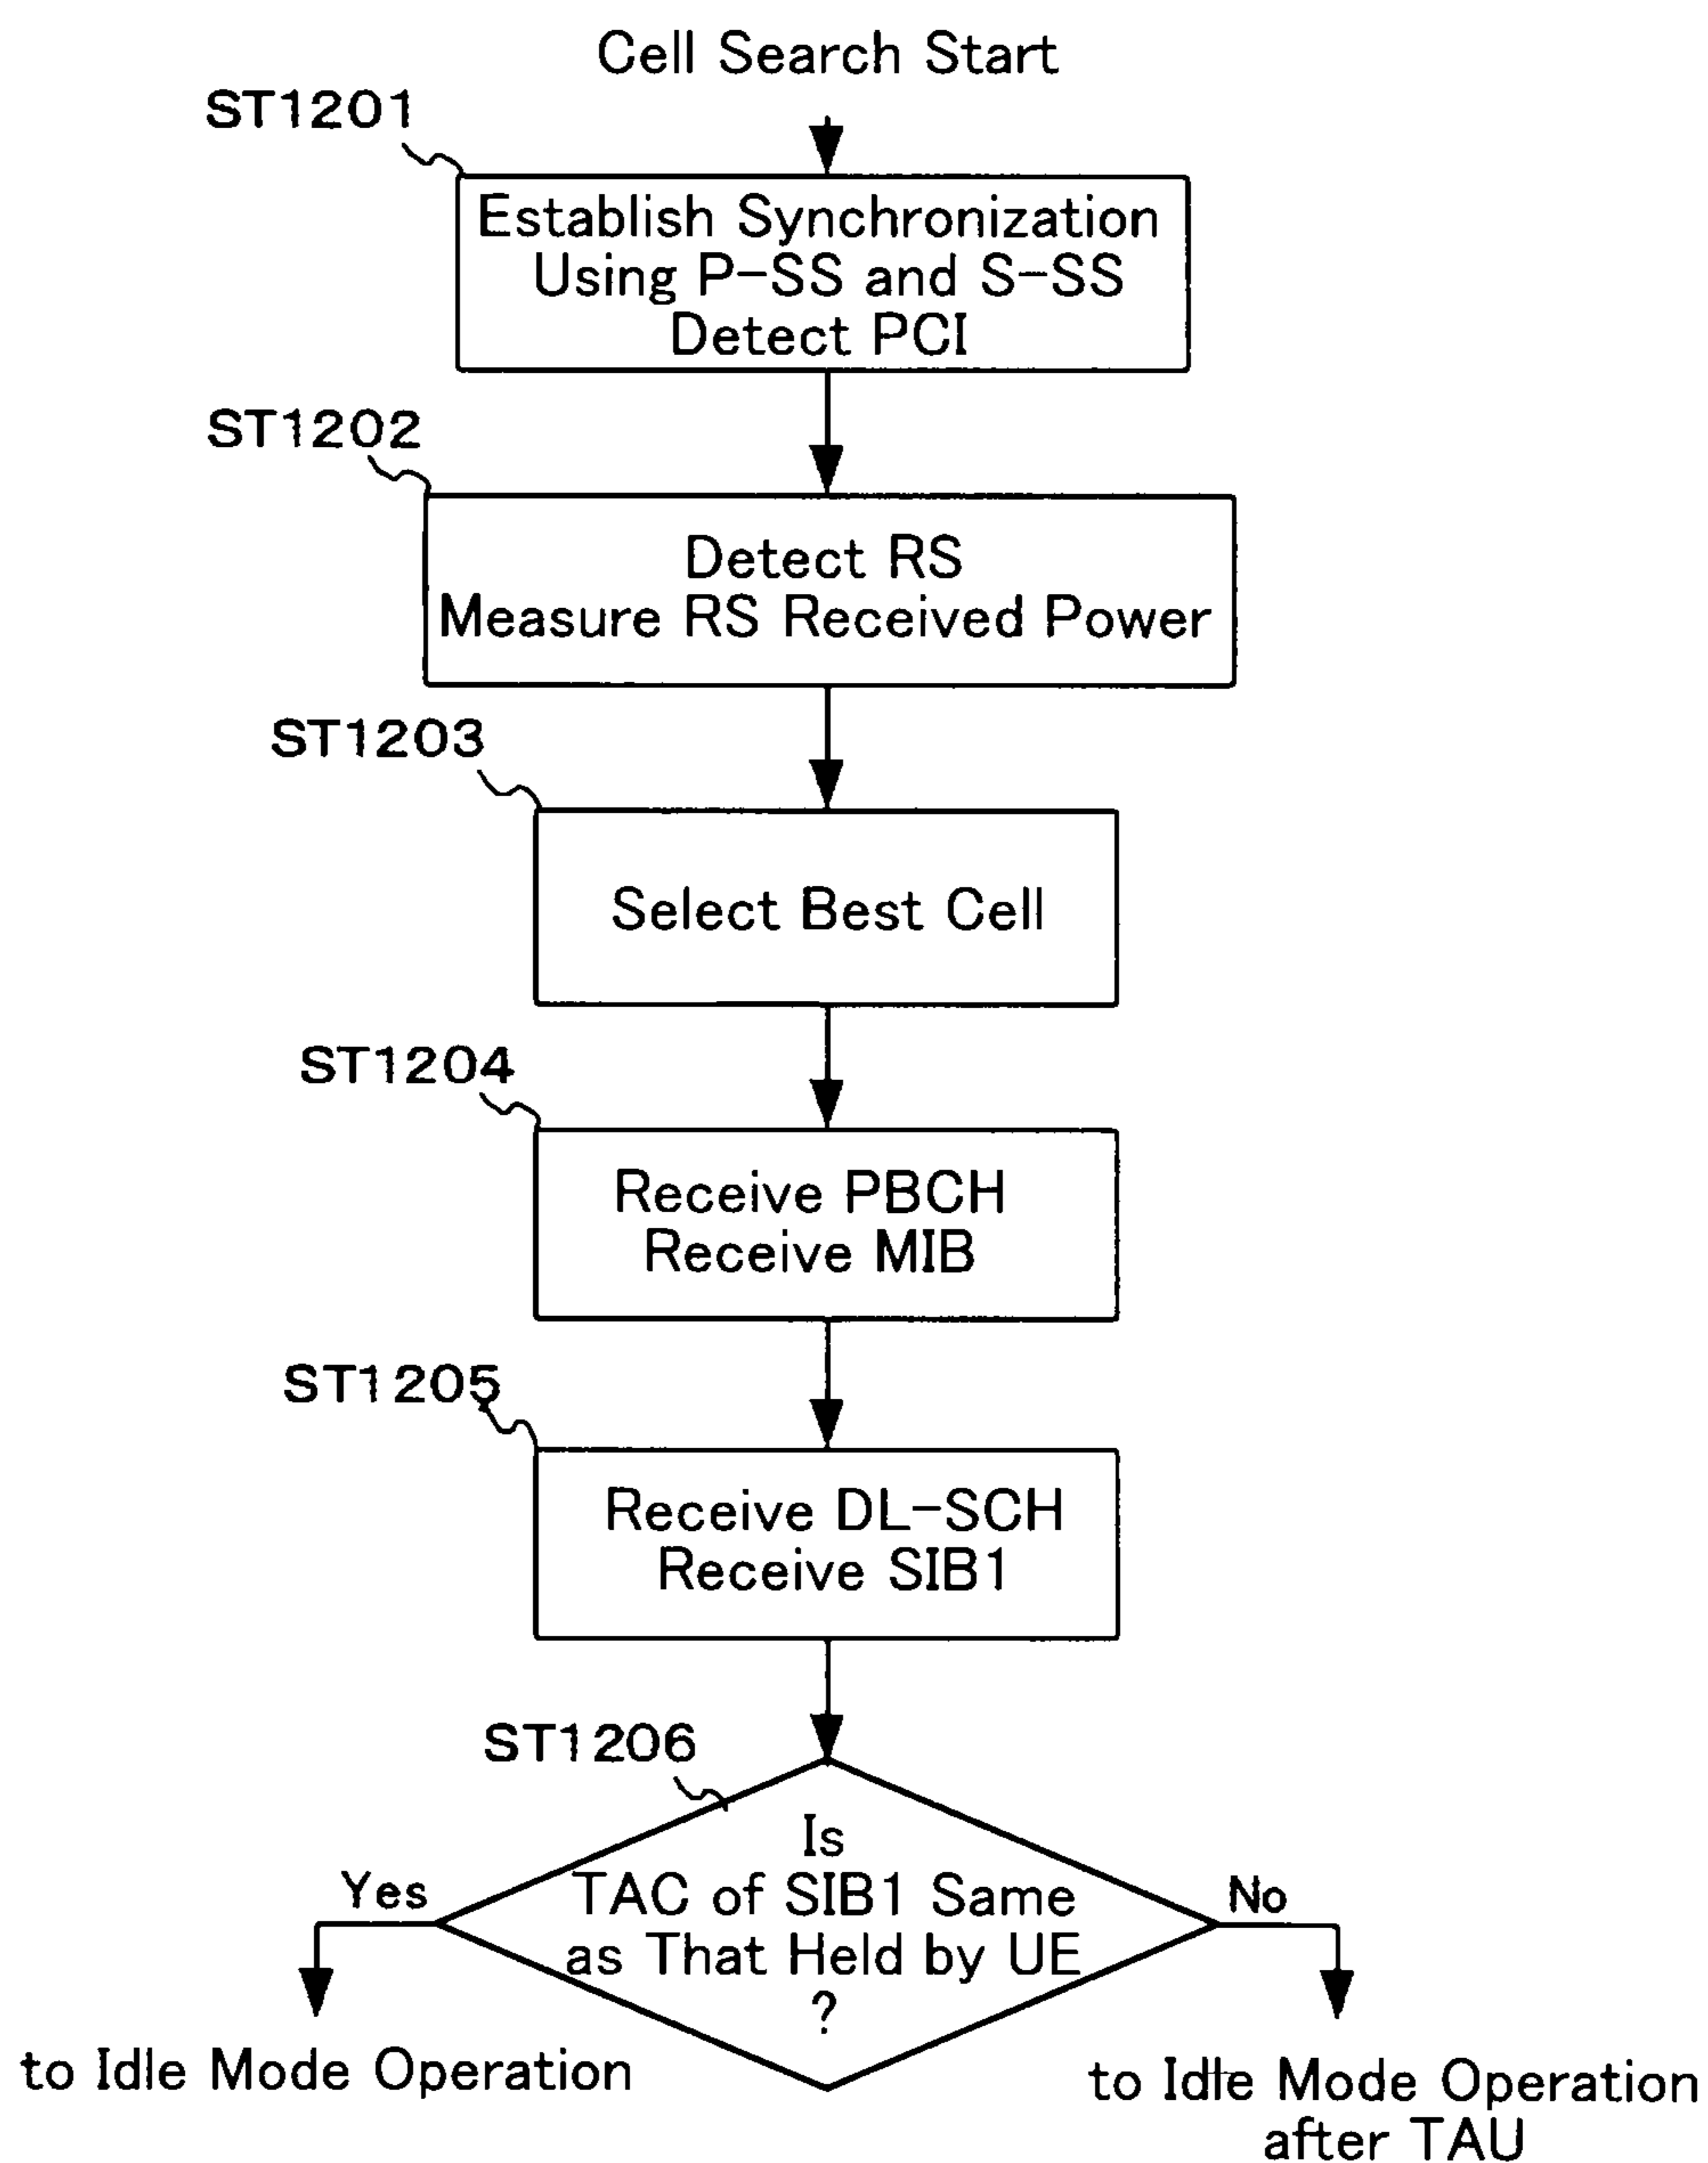 Cell Search Start
ST1201
Establish Synchronization
Using P-SS and S-SS
Detect PCI
ST1202
Detect RS
Measure RS Received Power
ST1203
Select Best Cell
ST1204
Receive PBCH
Receive MIB
ST1205
Receive DL-SCH
Receive SIB1
ST1206
Is
TAC of SIB1 Same
as That Held by UE
?
Yes
No
to Idle Mode Operation
to Idle Mode Operation
after TAU